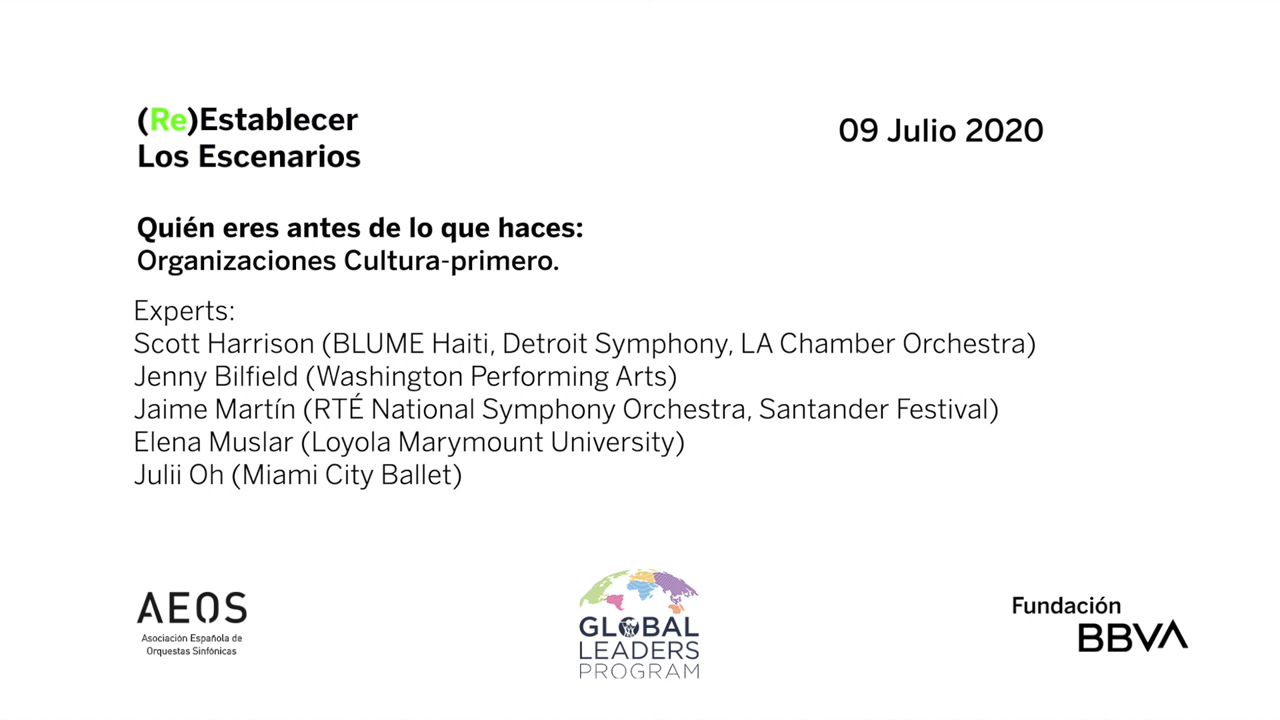 (Re)Establecer
Los Escenarios
09 Julio 2020
Quién eres antes de lo que haces:
Organizaciones Cultura-primero.
Experts:
Scott Harrison (BLUME Haiti, Detroit Symphony, LA Chamber Orchestra)
Jenny Bilfield (Washington Performing Arts)
Jaime Martín (RTÉ National Symphony Orchestra, Santander Festival)
Elena Muslar (Loyola Marymount University)
Julii Oh (Miami City Ballet)
AEOS
Asociación Española de
Orquestas Sinfónicas
GLOBAL
LEADERS
PROGRAM
Fundación
BBVA